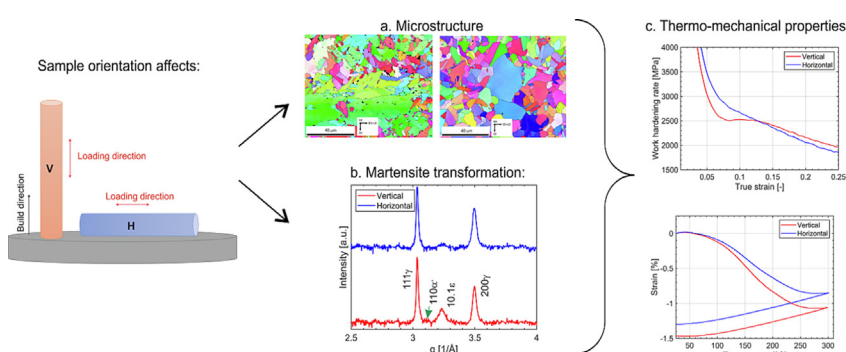 a. Microstructure
c. Thermo-mechanical properties
Sample orientation affects:
V
Loading direction
Build direction
Loading direction
H
40 µm
40 µm
b. Martensite transformation:
Vertical
Horizontal
Intensity [a.u.]
111γ
110α'
10.1ε
200γ
2.5
3
3.5
4
q [1/Å]
Vertical
Horizontal
Work hardening rate [MPa]
4000
3500
3000
2500
2000
1500
0.05
0.1
0.15
0.2
0.25
True strain [-]
Vertical
Horizontal
Strain [%]
0
-0.5
-1
-1.5
50
100
150
200
250
300